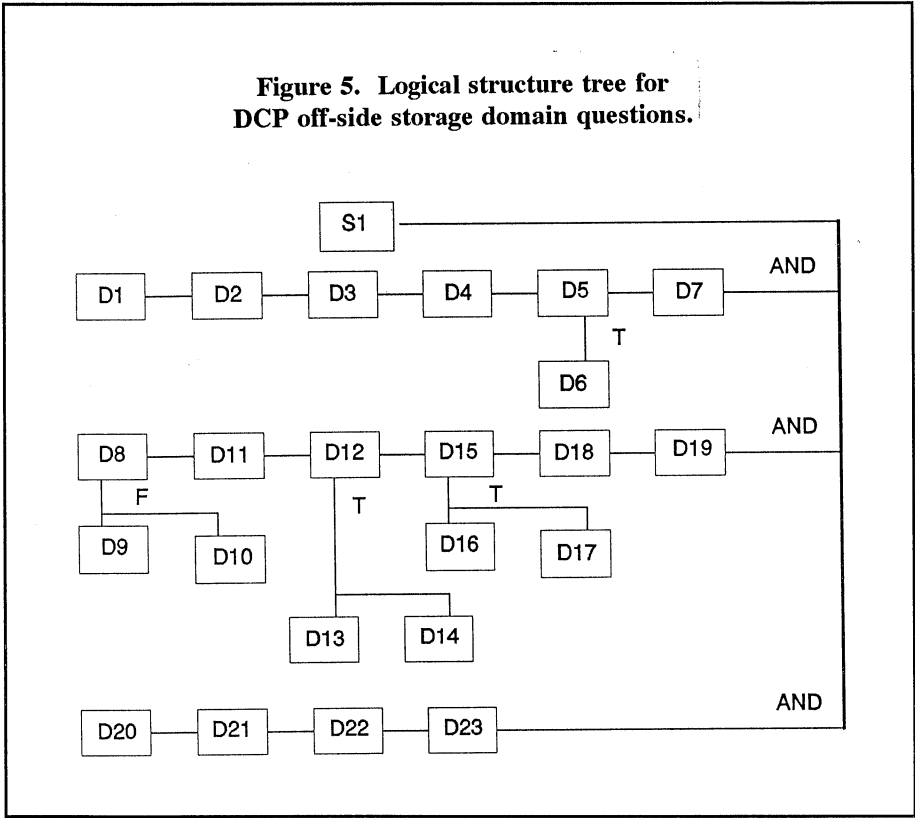 Figure 5. Logical structure tree for
DCP off-side storage domain questions.
S1
AND
D1 D2 D3 D4 D5 D7
T
D6
AND
D8 D11 D12 D15 D18 D19
F T T
D9 D10 D16 D17
D13 D14
AND
D20 D21 D22 D23